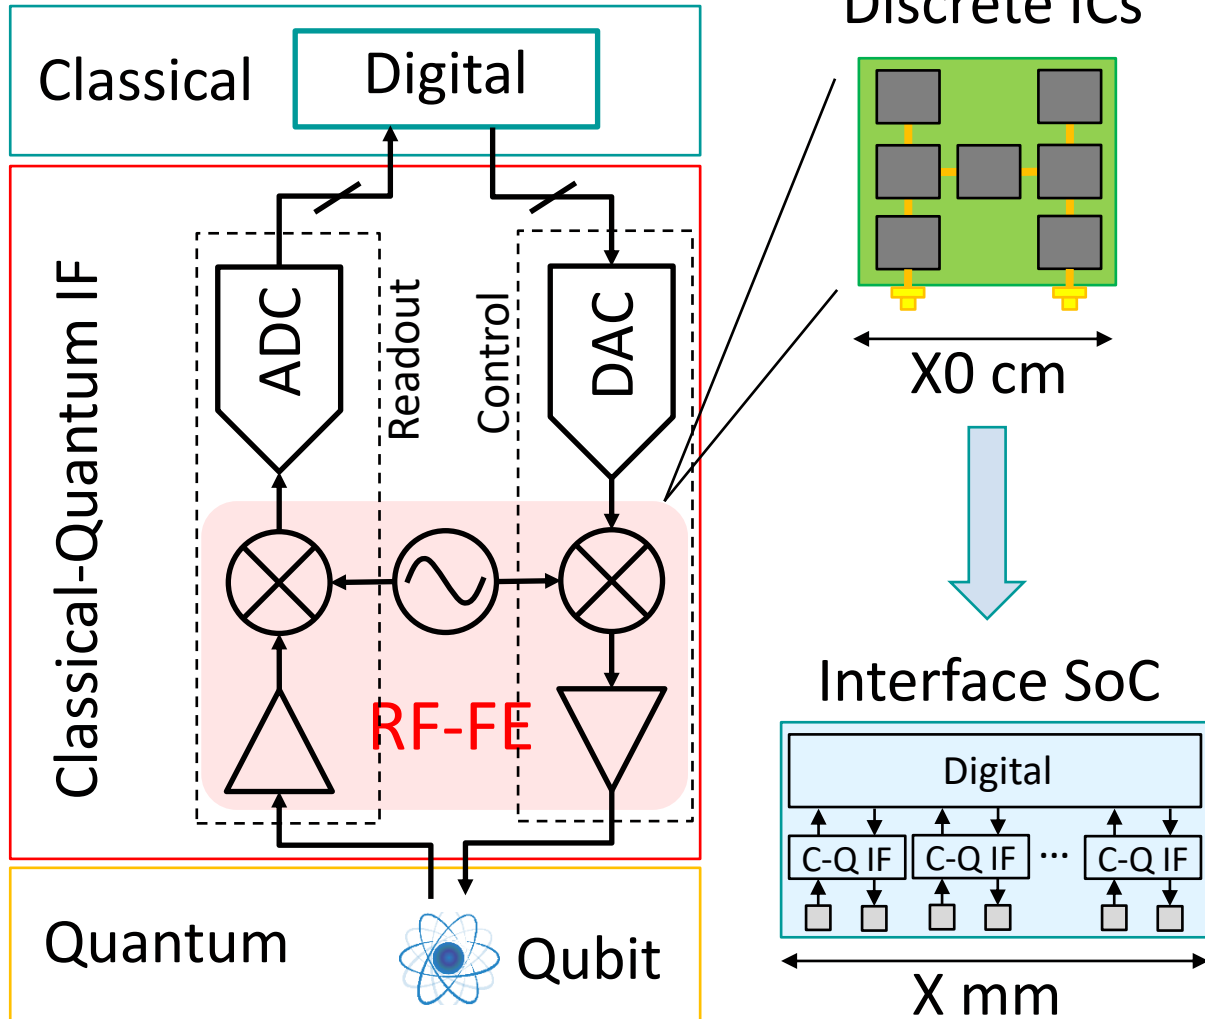 Classical
Digital
Classical-Quantum IF
ADC
Readout
Control
DAC
RF-FE
Quantum
Qubit
Discrete ICs
X0 cm
Interface SoC
Digital
C-Q IF
C-Q IF
...
C-Q IF
X mm